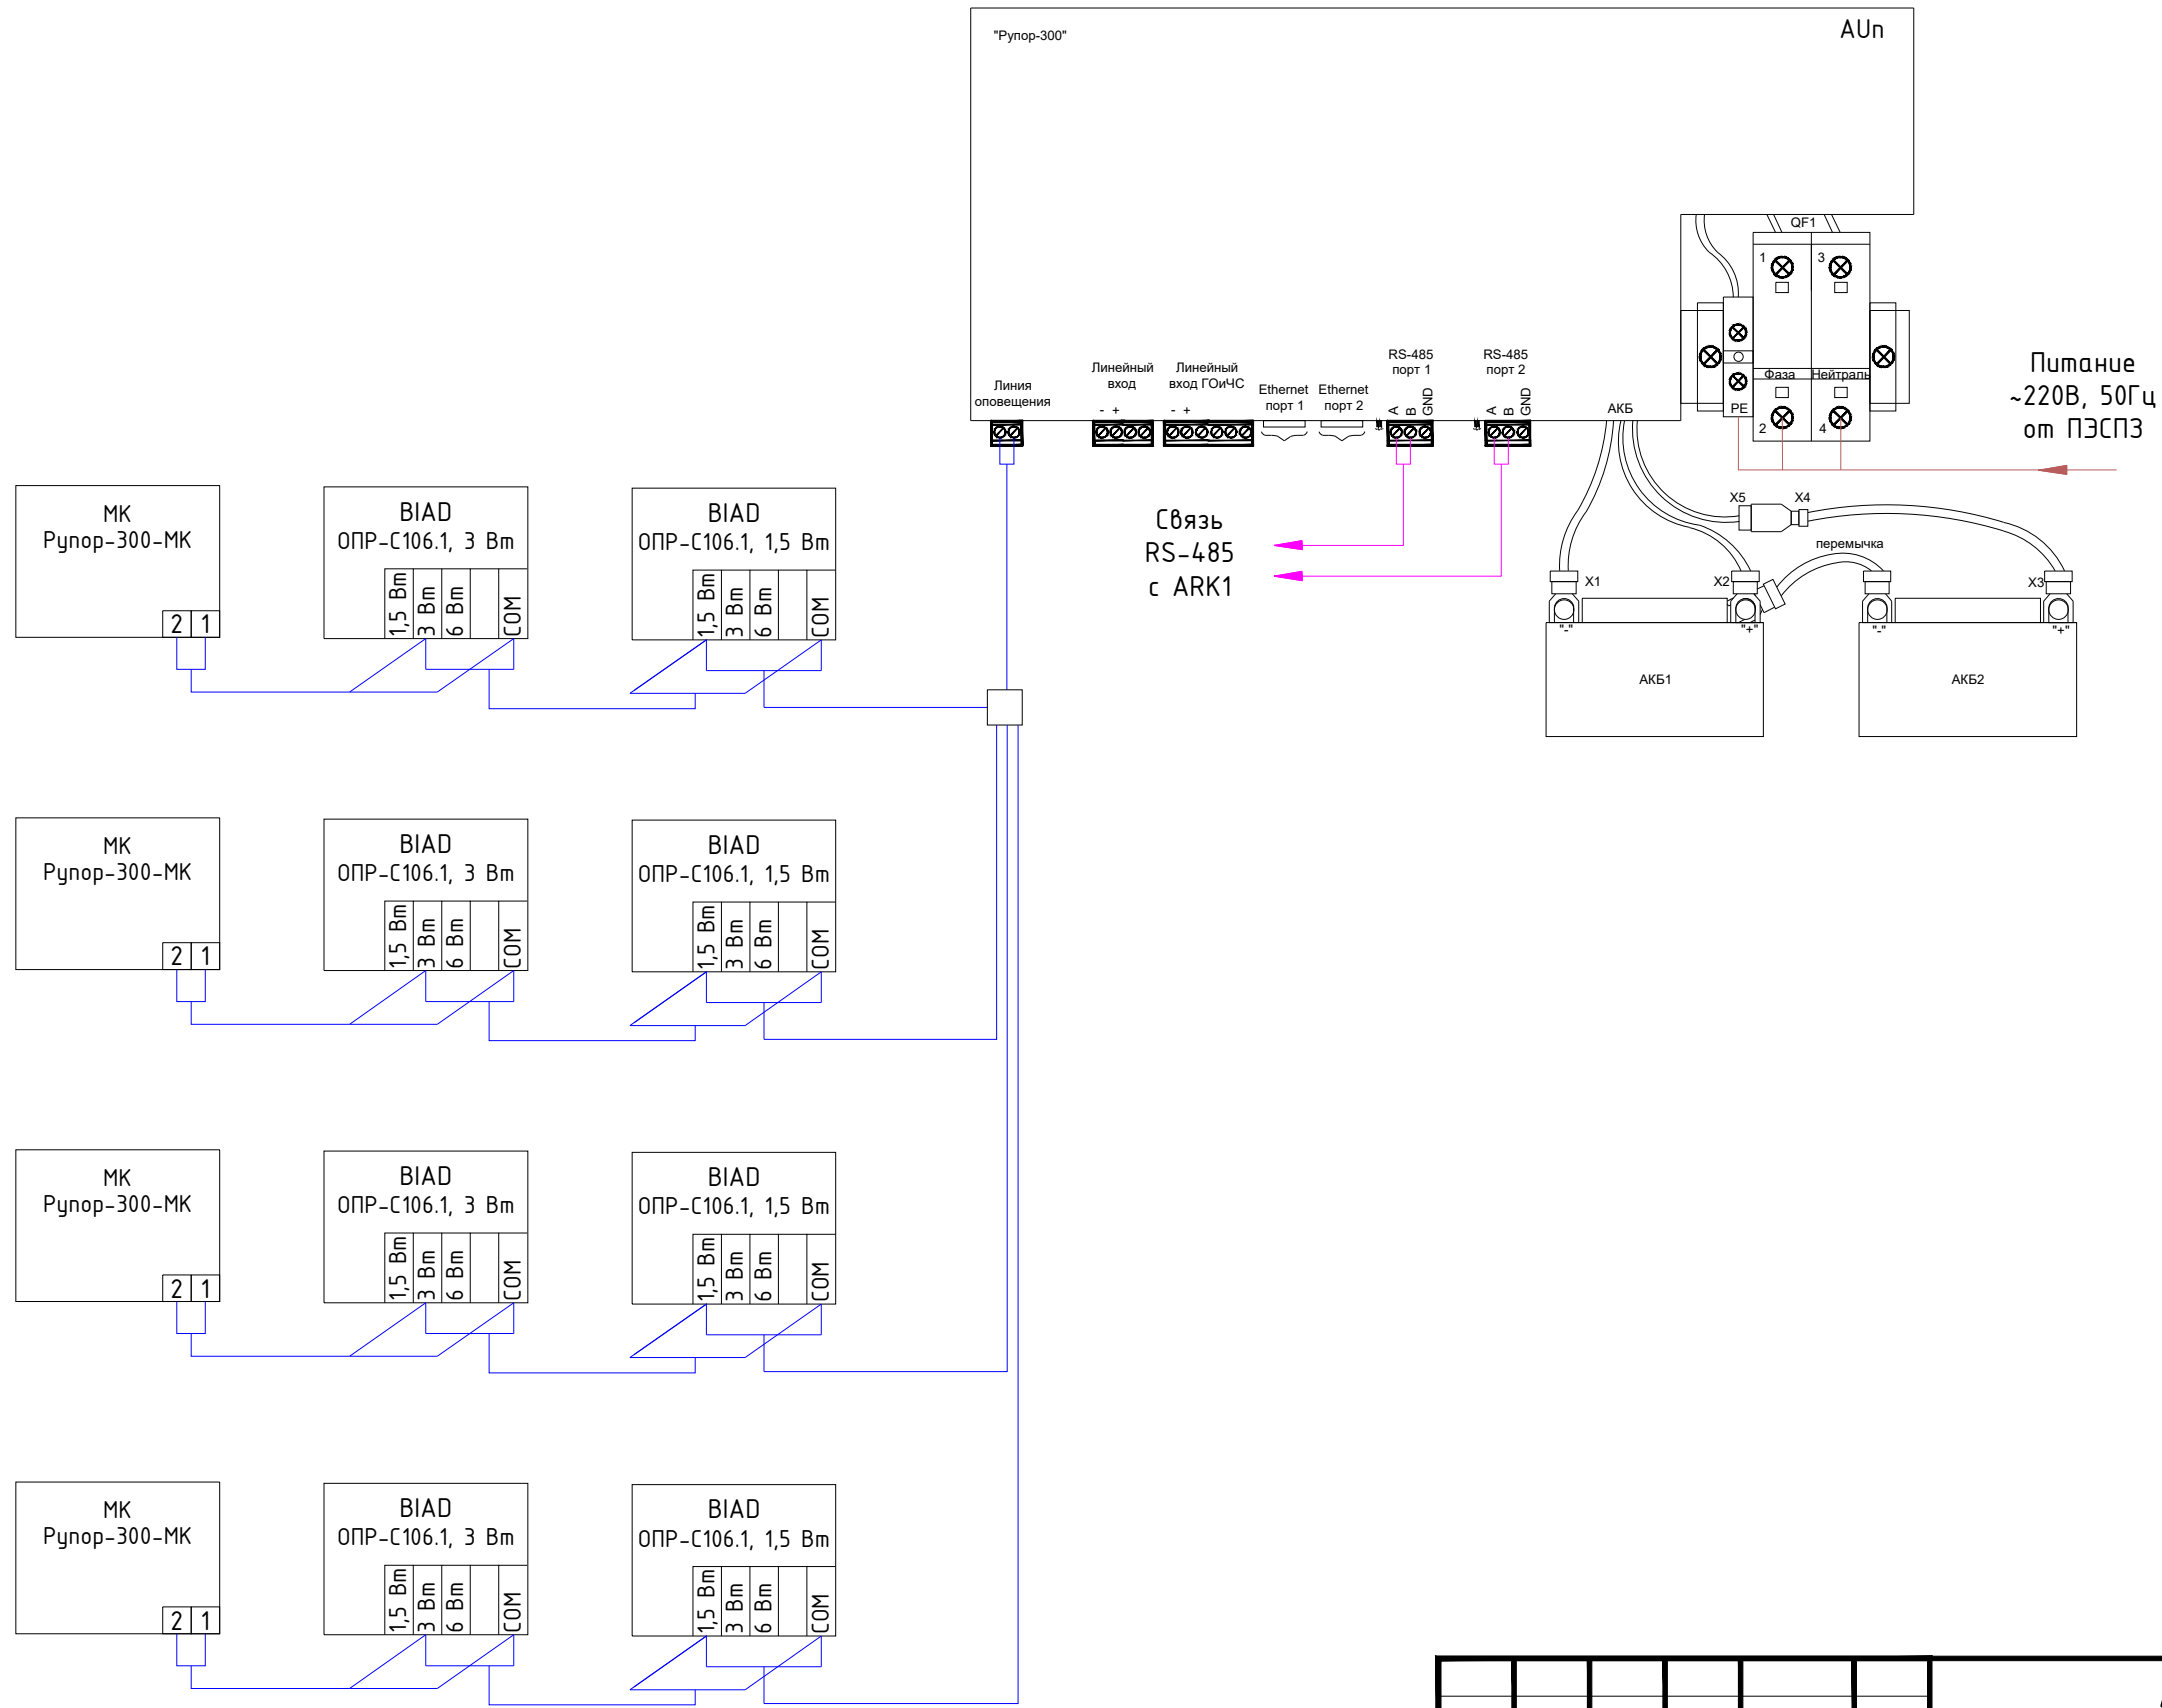 "Рупор-300"
AUn
QF1
1
3
Фаза
Нейтраль
PE
2
4
Питание
~220В, 50Гц
от ПЭСПЗ
Линия
оповещения
Линейный
вход
- +
Линейный
вход ГОиЧС
- +
Ethernet
порт 1
Ethernet
порт 2
RS-485
порт 1
A
B
GND
RS-485
порт 2
A
B
GND
АКБ
Связь
RS-485
с ARK1
X5
X4
перемычка
X1
X2
X3
"-"
"+"
"-"
"+"
АКБ1
АКБ2
МК
Рупор-300-МК
2 1
BIAD
ОПР-С106.1, 3 Вт
1,5 Вт
3 Вт
6 Вт
COM
BIAD
ОПР-С106.1, 1,5 Вт
1,5 Вт
3 Вт
6 Вт
COM
МК
Рупор-300-МК
2 1
BIAD
ОПР-С106.1, 3 Вт
1,5 Вт
3 Вт
6 Вт
COM
BIAD
ОПР-С106.1, 1,5 Вт
1,5 Вт
3 Вт
6 Вт
COM
МК
Рупор-300-МК
2 1
BIAD
ОПР-С106.1, 3 Вт
1,5 Вт
3 Вт
6 Вт
COM
BIAD
ОПР-С106.1, 1,5 Вт
1,5 Вт
3 Вт
6 Вт
COM
МК
Рупор-300-МК
2 1
BIAD
ОПР-С106.1, 3 Вт
1,5 Вт
3 Вт
6 Вт
COM
BIAD
ОПР-С106.1, 1,5 Вт
1,5 Вт
3 Вт
6 Вт
COM